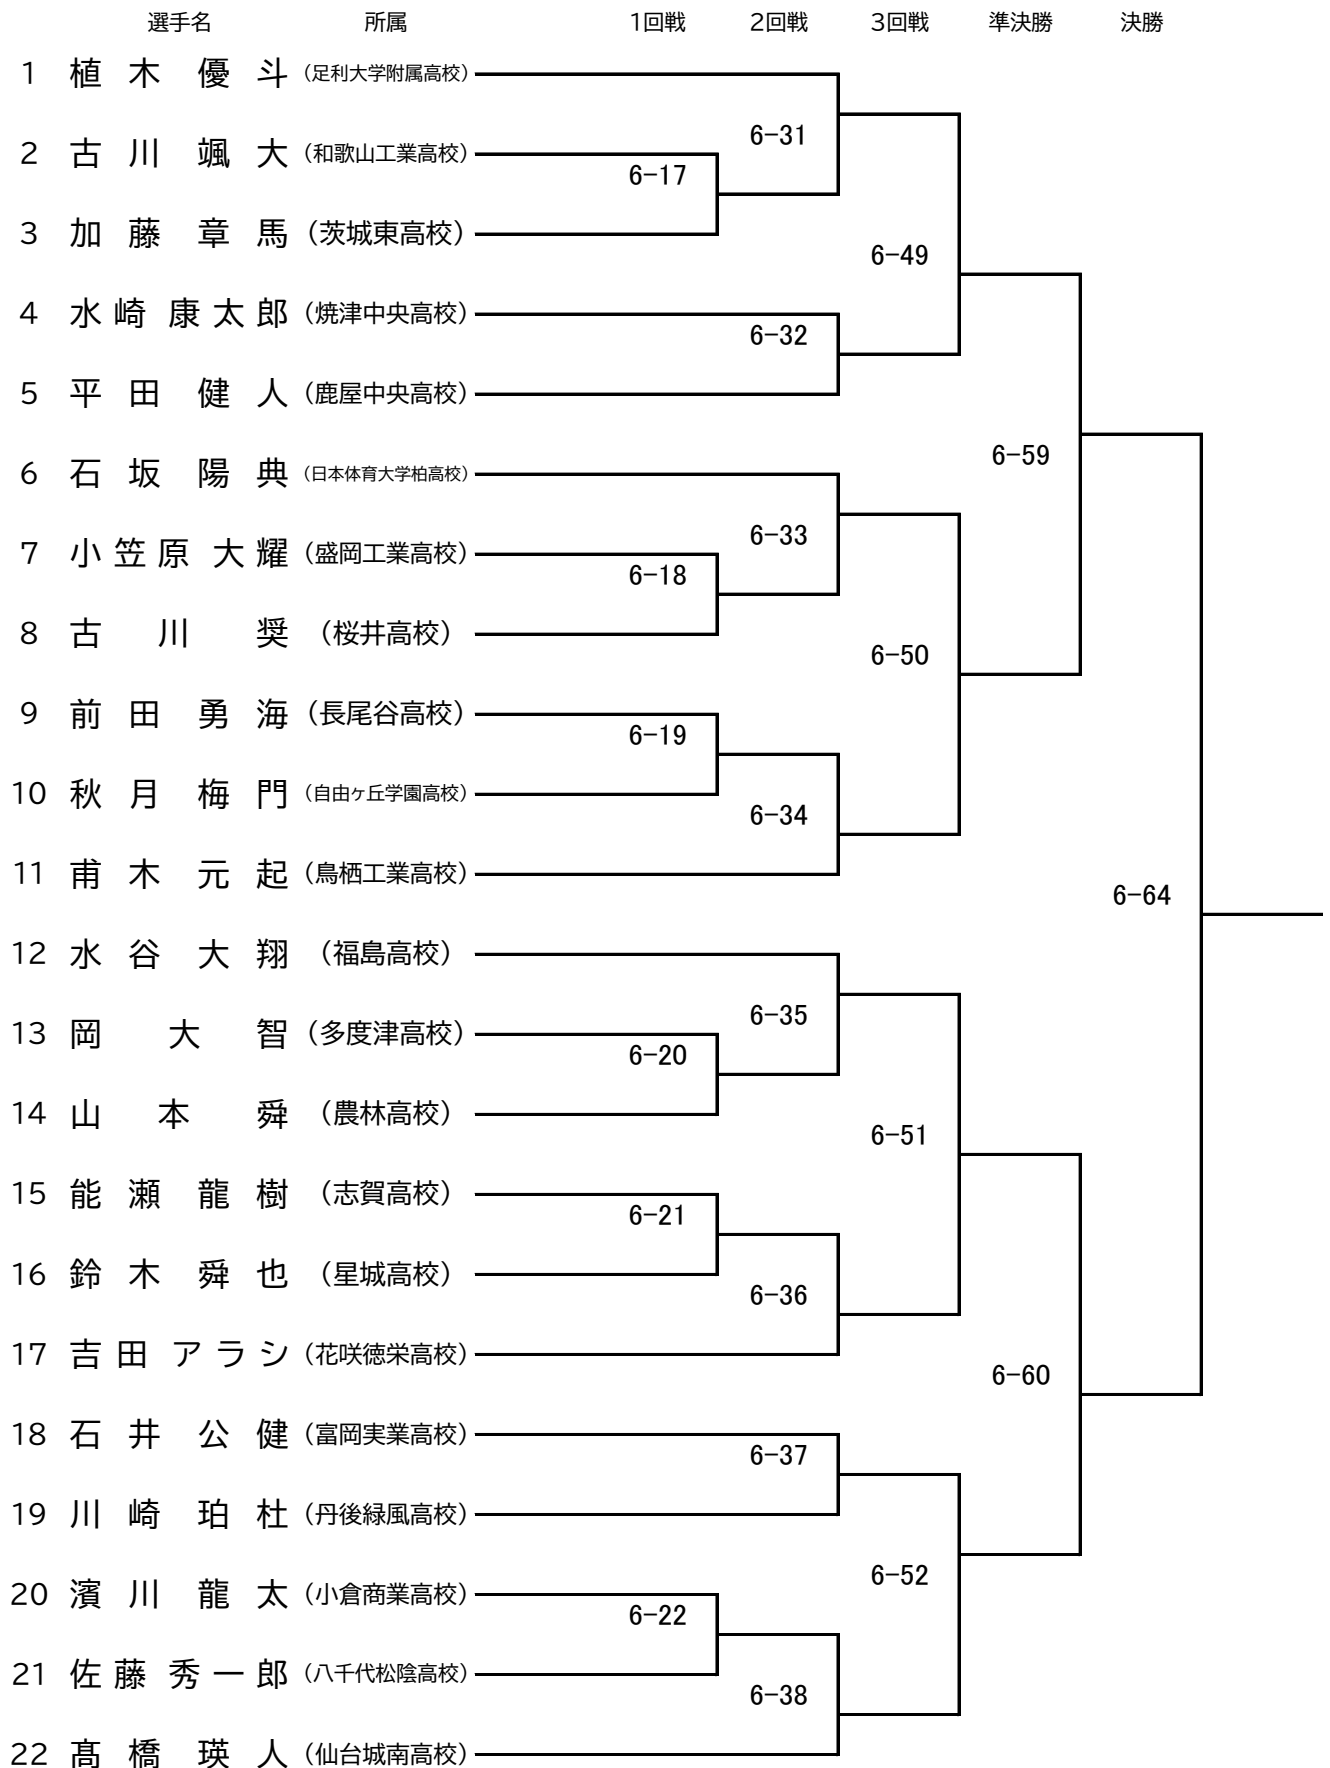 選手名 所属 1回戦 2回戦 3回戦 準決勝 決勝
1 植木 優斗 (足利大学附属高校)
6-31
2 古川 颯大 (和歌山工業高校)
6-17
3 加藤 章馬 (茨城東高校)
6-49
4 水崎 康太郎 (焼津中央高校)
6-32
5 平田 健人 (鹿屋中央高校)
6-59
6 石坂 陽典 (日本体育大学柏高校)
6-33
7 小笠原 大耀 (盛岡工業高校)
6-18
8 古川 奨 (桜井高校)
6-50
9 前田 勇海 (長尾谷高校)
6-19
10 秋月 梅門 (自由ヶ丘学園高校)
6-34
11 甫木 元起 (鳥栖工業高校)
6-64
12 水谷 大翔 (福島高校)
6-35
13 岡 大智 (多度津高校)
6-20
14 山本 舜 (農林高校)
6-51
15 能瀬 龍樹 (志賀高校)
6-21
16 鈴木 舜也 (星城高校)
6-36
17 吉田 アラシ (花咲徳栄高校)
6-60
18 石井 公健 (富岡実業高校)
6-37
19 川崎 珀杜 (丹後緑風高校)
6-52
20 濱川 龍太 (小倉商業高校)
6-22
21 佐藤 秀一郎 (八千代松陰高校)
6-38
22 髙橋 瑛人 (仙台城南高校)